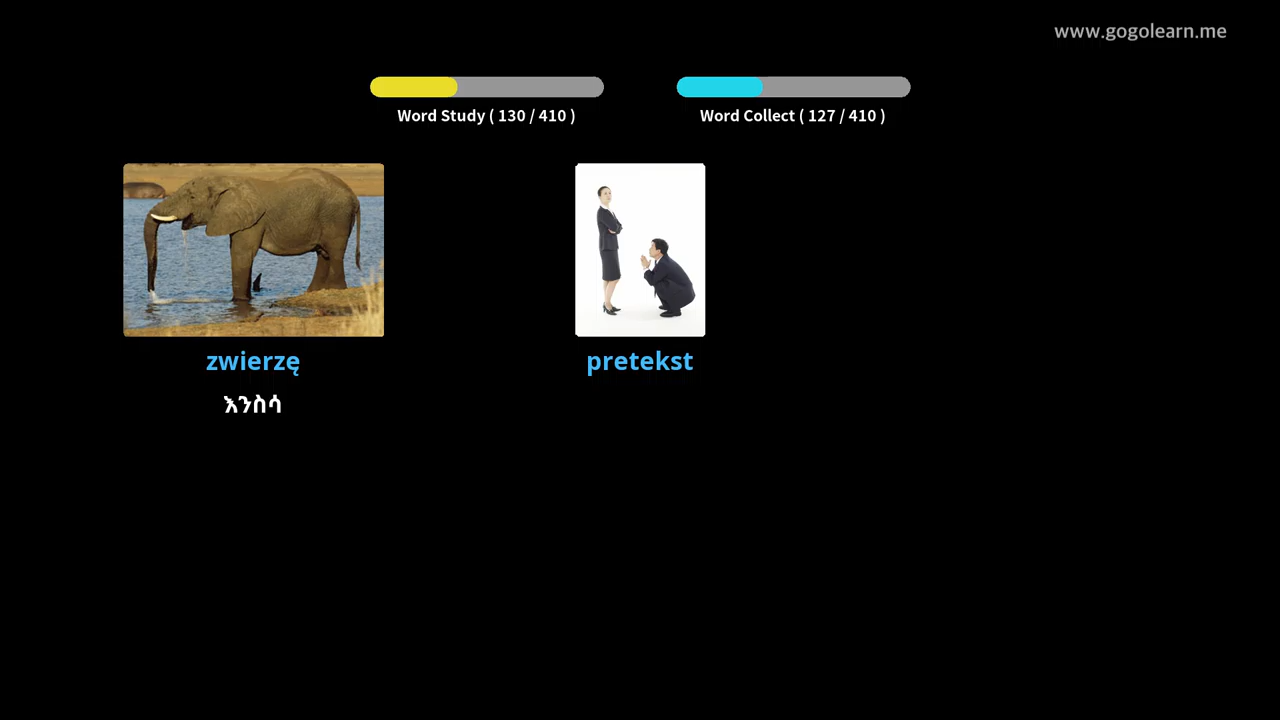 www.gogolearn.me
Word Study ( 130 / 410 )
Word Collect ( 127 / 410 )
zwierzę
pretekst
እንስሳ